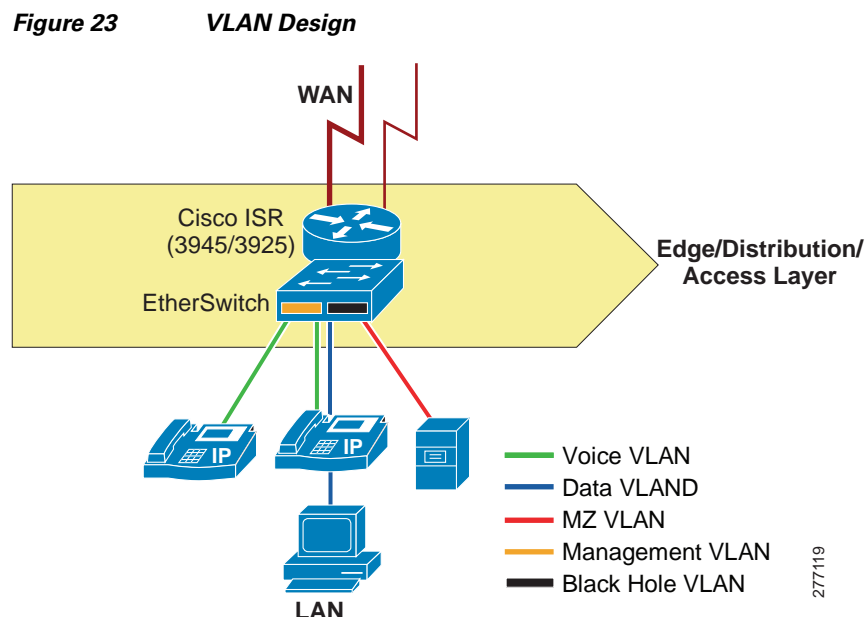 Figure 23 VLAN Design
WAN
Cisco ISR
(3945/3925)
Edge/Distribution/
Access Layer
EtherSwitch
IP
IP
Voice VLAN
Data VLAND
MZ VLAN
Management VLAN
Black Hole VLAN
LAN
277119